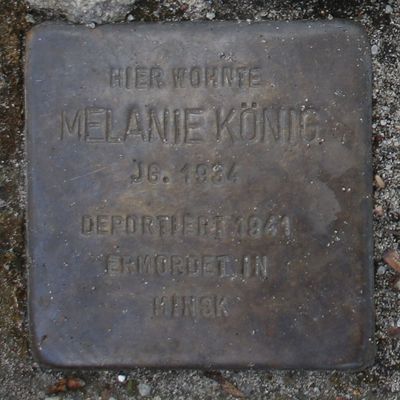 HIER WOHNTE
MELANIE KÖNIG
JG. 1934
DEPORTIERT 1941
ERMORDET IN
MINSK